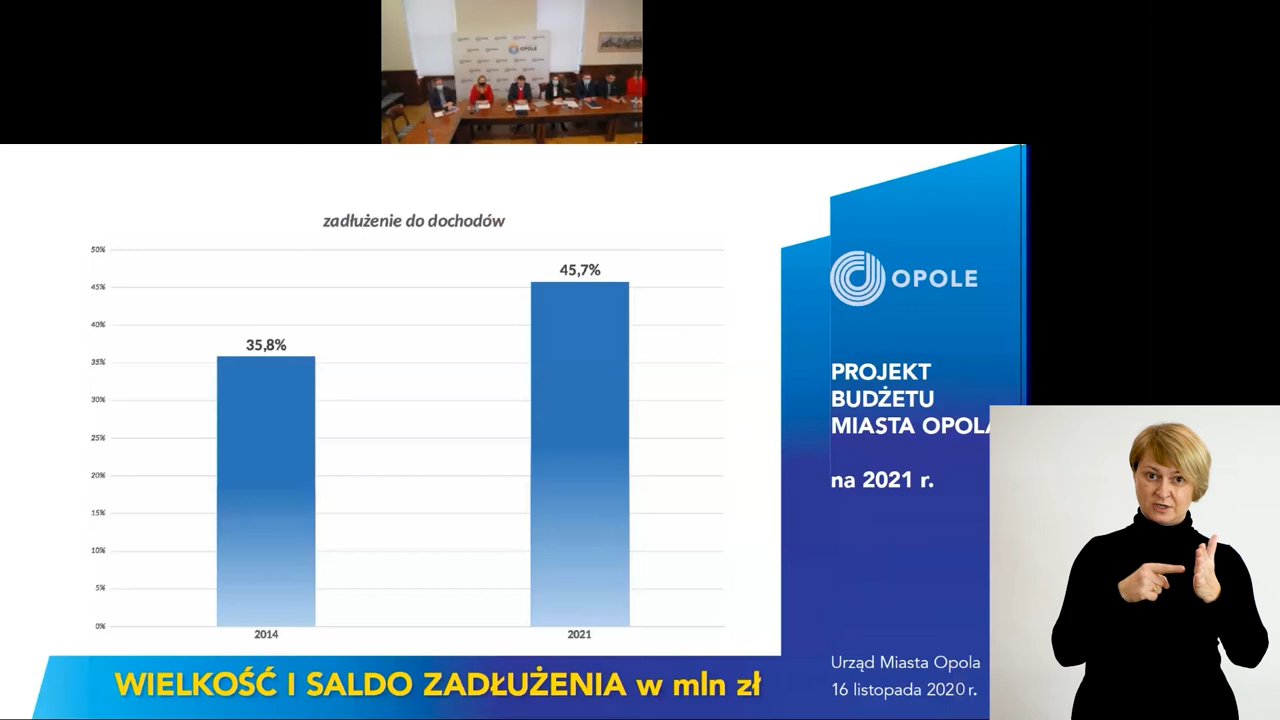 OPOLE
zadłużenie do dochodów
50%
45%
40%
35%
30%
25%
20%
15%
10%
5%
0%
35,8%
45,7%
2014
2021
WIELKOŚĆ I SALDO ZADŁUŻENIA w mln zł
OPOLE
PROJEKT
BUDŻETU
MIASTA OPOLA
na 2021 r.
Urząd Miasta Opola
16 listopada 2020 r.